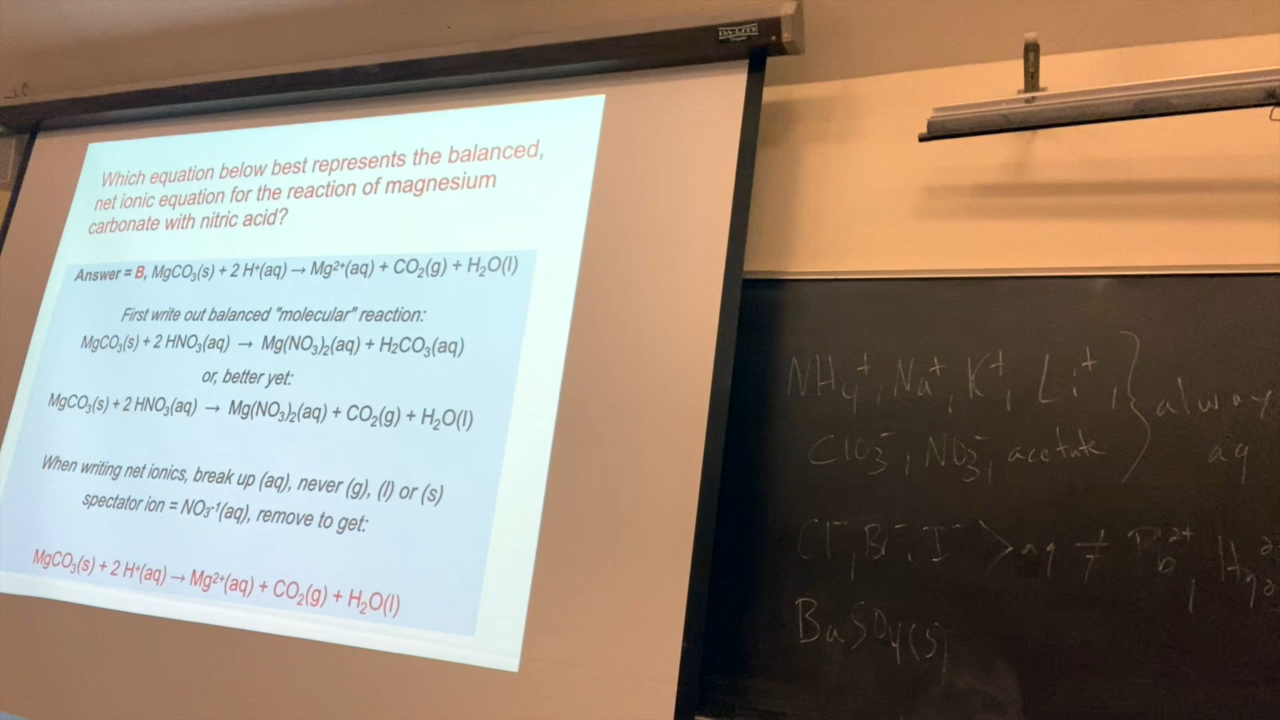 DA-LITE
Which equation below best represents the balanced,
net ionic equation for the reaction of magnesium
carbonate with nitric acid?
Answer = B, MgCO₃(s) + 2 H⁺(aq) → Mg²⁺(aq) + CO₂(g) + H₂O(l)
First write out balanced "molecular" reaction:
MgCO₃(s) + 2 HNO₃(aq) → Mg(NO₃)₂(aq) + H₂CO₃(aq)
or, better yet:
MgCO₃(s) + 2 HNO₃(aq) → Mg(NO₃)₂(aq) + CO₂(g) + H₂O(l)
When writing net ionics, break up (aq), never (g), (l) or (s)
spectator ion = NO₃⁻¹(aq), remove to get:
MgCO₃(s) + 2 H⁺(aq) → Mg²⁺(aq) + CO₂(g) + H₂O(l)
NH₄⁺, Na⁺, K⁺, Li⁺, } alway
ClO₃⁻, NO₃⁻, acetate aq
Cl⁻, Br⁻, I⁻ > aq ≠ Pb²⁺, Hg₂²
BaSO₄(s)